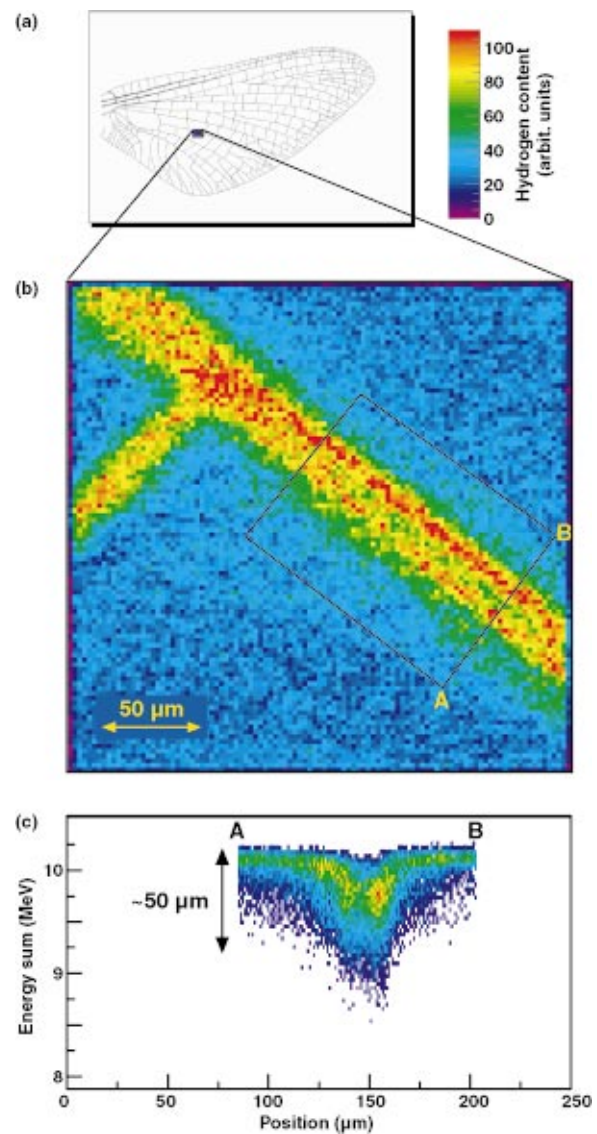 (a)
100
80
60
40
20
0
Hydrogen content
(arbit. units)
(b)
B
A
50 µm
(c)
A
B
~50 µm
10
9
8
Energy sum (MeV)
0
50
100
150
200
250
Position (µm)